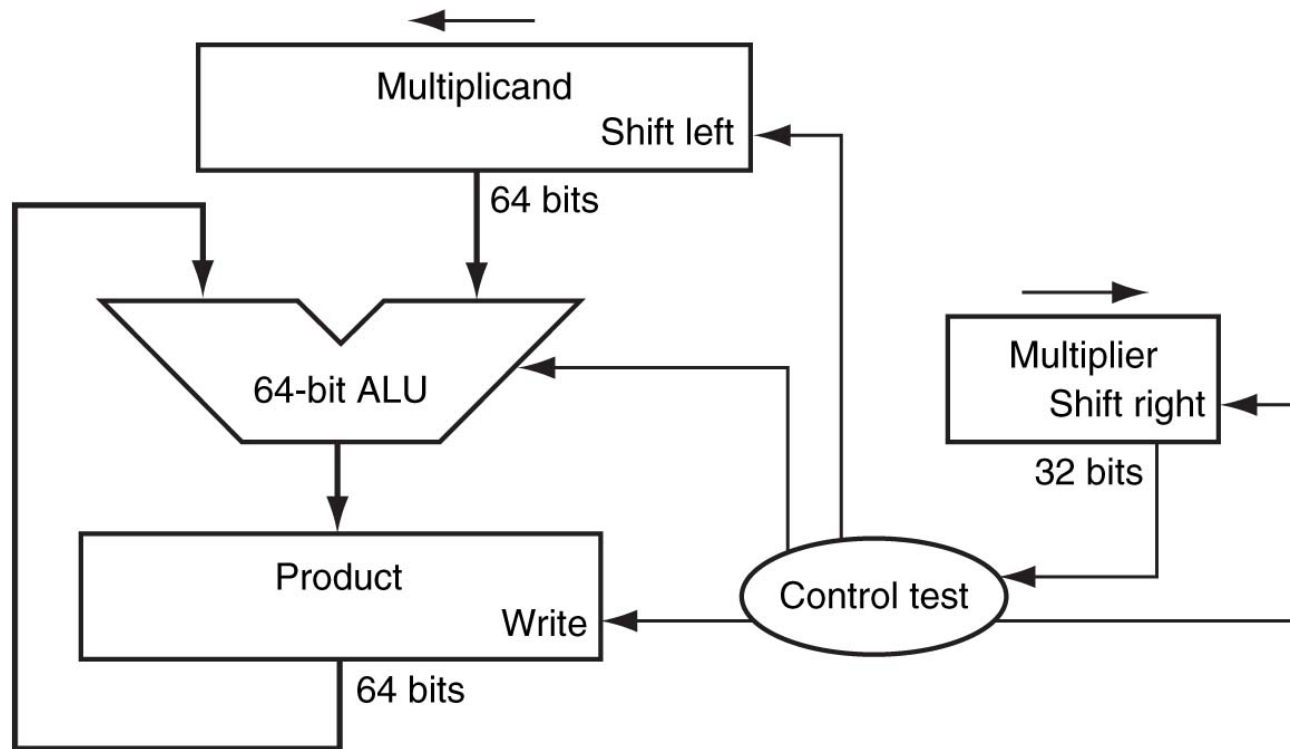 Multiplicand
Shift left
64 bits
64-bit ALU
Multiplier
Shift right
32 bits
Product
Write
Control test
64 bits